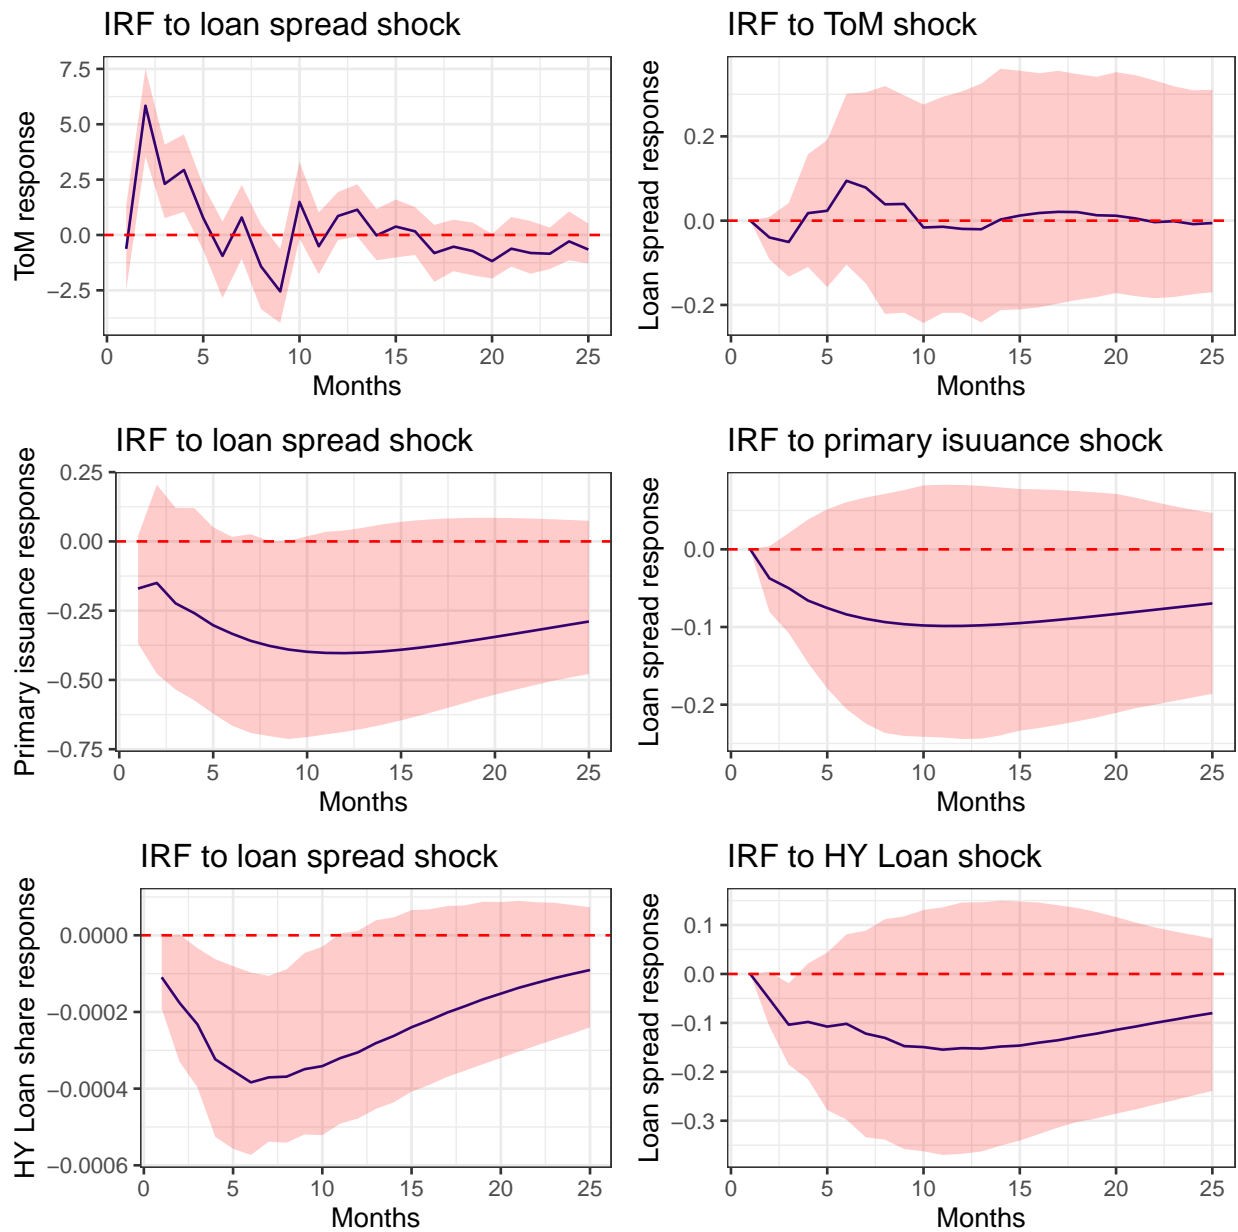 IRF to loan spread shock
ToM response
7.5
5.0
2.5
0.0
−2.5
0 5 10 15 20 25
Months
IRF to ToM shock
Loan spread response
0.2
0.0
−0.2
0 5 10 15 20 25
Months
IRF to loan spread shock
Primary issuance response
0.25
0.00
−0.25
−0.50
−0.75
0 5 10 15 20 25
Months
IRF to primary isuuance shock
Loan spread response
0.0
−0.1
−0.2
0 5 10 15 20 25
Months
IRF to loan spread shock
HY Loan share response
0.0000
−0.0002
−0.0004
−0.0006
0 5 10 15 20 25
Months
IRF to HY Loan shock
Loan spread response
0.1
0.0
−0.1
−0.2
−0.3
0 5 10 15 20 25
Months